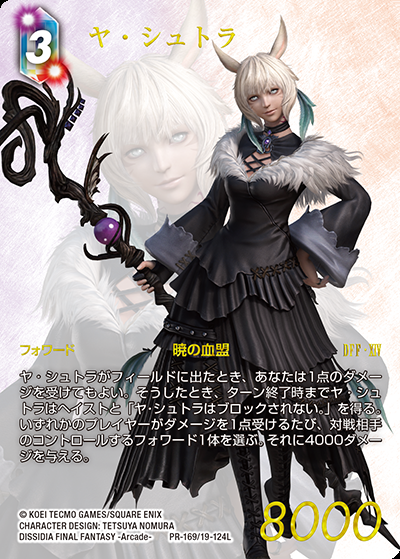 3
ヤ・シュトラ
フォワード 暁の血盟 DFF・XIV
ヤ・シュトラがフィールドに出たとき、あなたは1点のダメー
ジを受けてもよい。そうしたとき、ターン終了時までヤ・シュ
トラはヘイストと「ヤ・シュトラはブロックされない。」を得る。
いずれかのプレイヤーがダメージを1点受けるたび、対戦相手
のコントロールするフォワード1体を選ぶ。それに4000ダメー
ジを与える。
© KOEI TECMO GAMES/SQUARE ENIX
CHARACTER DESIGN: TETSUYA NOMURA
DISSIDIA FINAL FANTASY -Arcade- PR-169/19-124L
8000